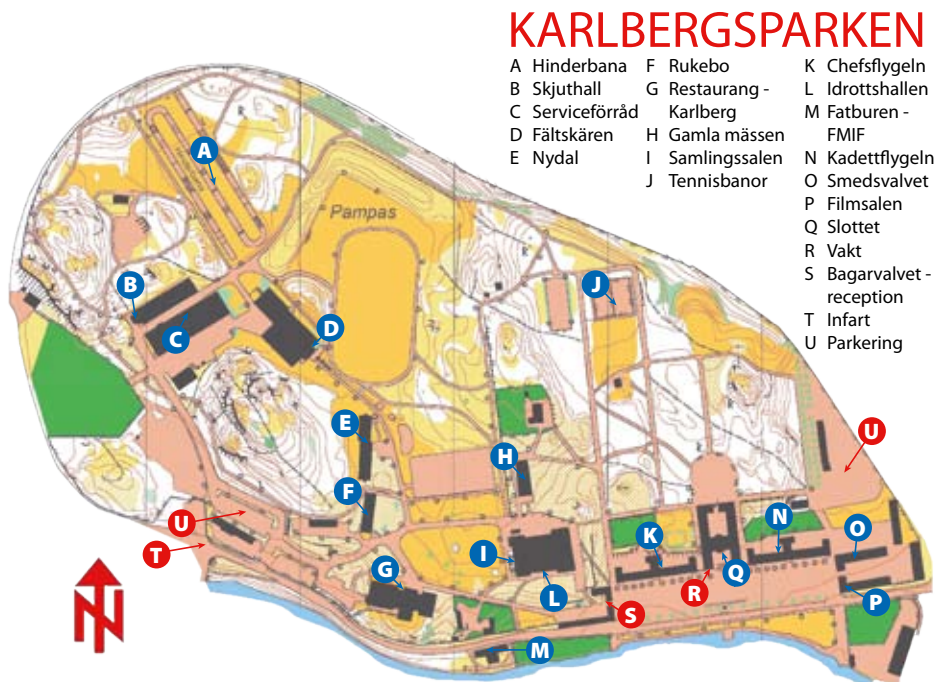 KARLBERGSPARKEN
A Hinderbana
B Skjuthall
C Serviceförråd
D Fältskären
E Nydal
F Rukebo
G Restaurang -
Karlberg
H Gamla mässen
I Samlingssalen
J Tennisbanor
K Chefsflygeln
L Idrottshallen
M Fatburen -
FMIF
N Kadettflygeln
O Smedsvalvet
P Filmsalen
Q Slottet
R Vakt
S Bagarvalvet -
reception
T Infart
U Parkering
A
Pampas
B
J
C
D
E
U
H
F
U
N
O
T
K
I
Q
G
R
P
L
S
M
N